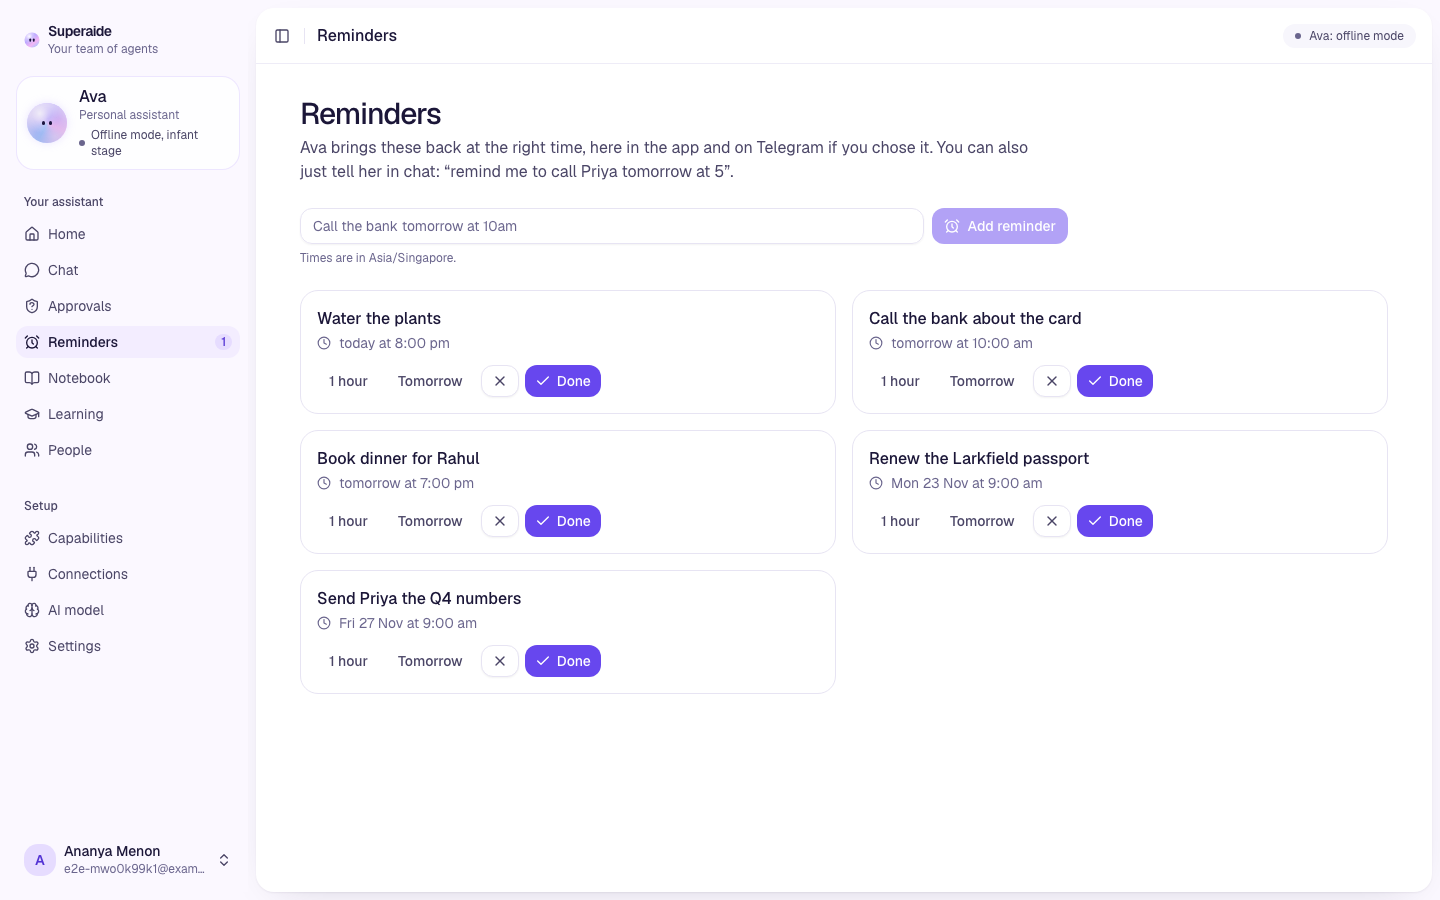 Superaide
Your team of agents
Ava
Personal assistant
Offline mode, infant
stage
Your assistant
Home
Chat
Approvals
Reminders 1
Notebook
Learning
People
Setup
Capabilities
Connections
AI model
Settings
A
Ananya Menon
e2e-mwo0k99k1@exam...
Reminders
Ava: offline mode
Reminders
Ava brings these back at the right time, here in the app and on Telegram if you chose it. You can also
just tell her in chat: “remind me to call Priya tomorrow at 5”.
Call the bank tomorrow at 10am
Add reminder
Times are in Asia/Singapore.
Water the plants
today at 8:00 pm
1 hour Tomorrow Done
Call the bank about the card
tomorrow at 10:00 am
1 hour Tomorrow Done
Book dinner for Rahul
tomorrow at 7:00 pm
1 hour Tomorrow Done
Renew the Larkfield passport
Mon 23 Nov at 9:00 am
1 hour Tomorrow Done
Send Priya the Q4 numbers
Fri 27 Nov at 9:00 am
1 hour Tomorrow Done